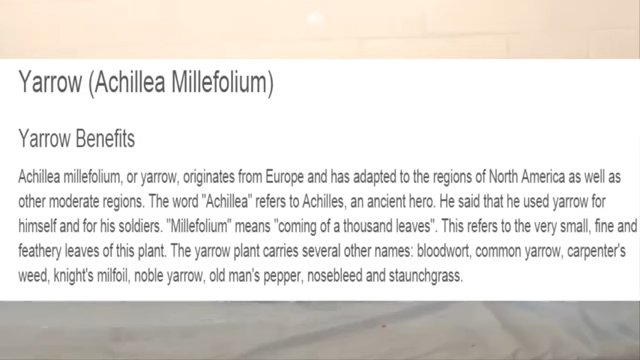 Yarrow (Achillea Millefolium)
Yarrow Benefits
Achillea millefolium, or yarrow, originates from Europe and has adapted to the regions of North America as well as
other moderate regions. The word "Achillea" refers to Achilles, an ancient hero. He said that he used yarrow for
himself and for his soldiers. "Millefolium" means "coming of a thousand leaves". This refers to the very small, fine and
feathery leaves of this plant. The yarrow plant carries several other names: bloodwort, common yarrow, carpenter's
weed, knight's milfoil, noble yarrow, old man's pepper, nosebleed and staunchgrass.